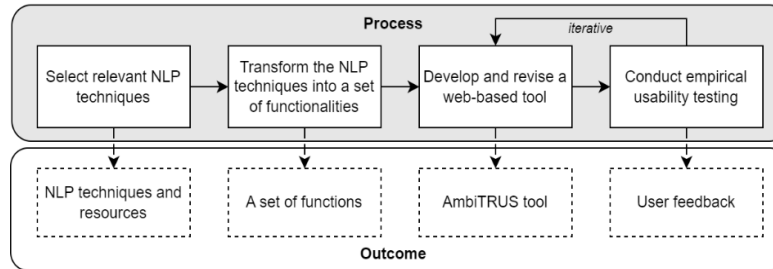 Process
iterative
Select relevant NLP
techniques
Transform the NLP
techniques into a set
of functionalities
Develop and revise a
web-based tool
Conduct empirical
usability testing
NLP techniques and
resources
A set of functions
AmbiTRUS tool
User feedback
Outcome